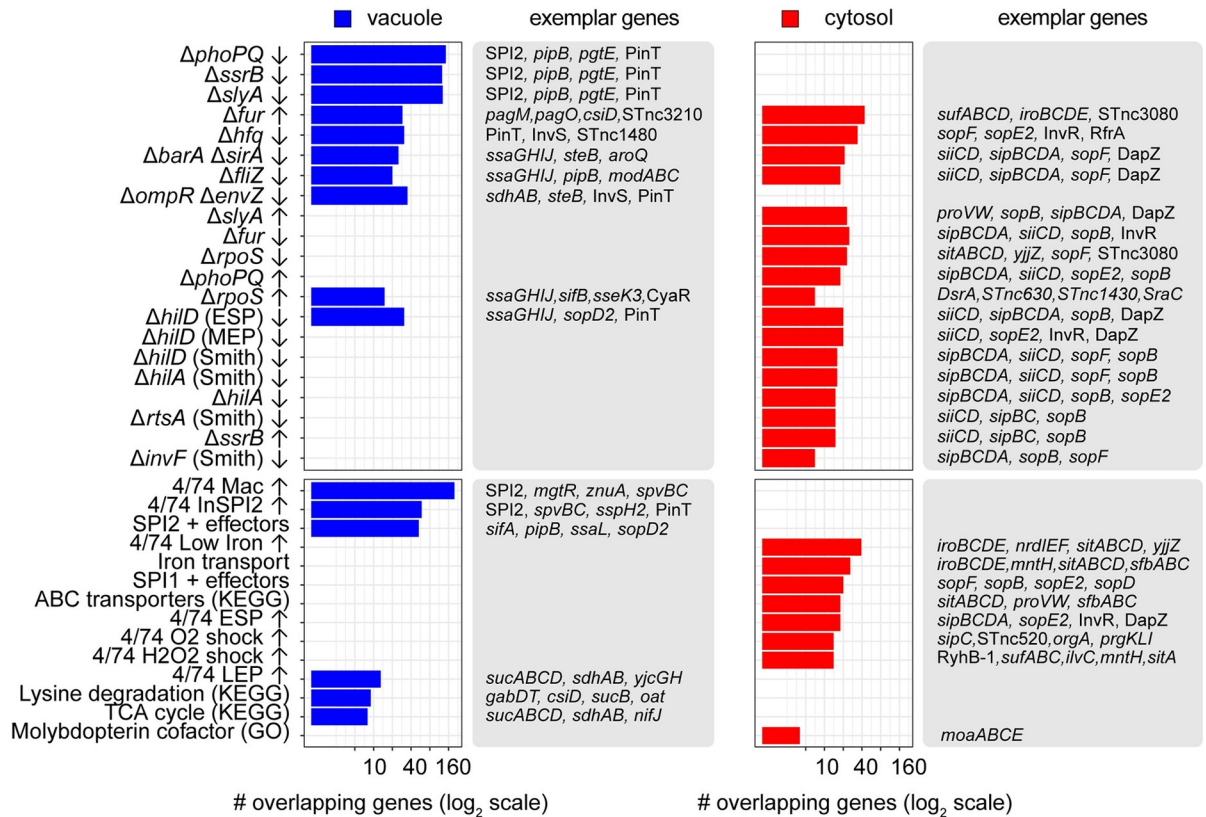 vacuole exemplar genes cytosol exemplar genes
ΔphoPQ ↓ SPI2, pipB, pgtE, PinT
ΔssrB ↓ SPI2, pipB, pgtE, PinT
ΔslyA ↓ SPI2, pipB, pgtE, PinT
Δfur ↑ pagM,pagO,csiD,STnc3210 sufABCD, iroBCDE, STnc3080
Δhfq ↓ PinT, InvS, STnc1480 sopF, sopE2, InvR, RfrA
ΔbarA ΔsirA ↓ ssaGHIJ, steB, aroQ siiCD, sipBCDA, sopF, DapZ
ΔfliZ ↓ ssaGHIJ, pipB, modABC siiCD, sipBCDA, sopF, DapZ
ΔompR ΔenvZ ↓ sdhAB, steB, InvS, PinT
ΔslyA ↑ proVW, sopB, sipBCDA, DapZ
Δfur ↓ sipBCDA, siiCD, sopB, InvR
ΔrpoS ↓ sitABCD, yjjZ, sopF, STnc3080
ΔphoPQ ↑ sipBCDA, siiCD, sopE2, sopB
ΔrpoS ↑ ssaGHIJ,sifB,sseK3,CyaR DsrA,STnc630,STnc1430,SraC
ΔhilD (ESP) ↓ ssaGHIJ, sopD2, PinT siiCD, sipBCDA, sopB, DapZ
ΔhilD (MEP) ↓ siiCD, sopE2, InvR, DapZ
ΔhilD (Smith) ↓ sipBCDA, siiCD, sopF, sopB
ΔhilA (Smith) ↓ sipBCDA, siiCD, sopF, sopB
ΔhilA ↓ sipBCDA, siiCD, sopB, sopE2
ΔrtsA (Smith) ↓ siiCD, sipBC, sopB
ΔssrB ↑ siiCD, sipBC, sopB
ΔinvF (Smith) ↓ sipBCDA, sopB, sopF
4/74 Mac ↑ SPI2, mgtR, znuA, spvBC
4/74 InSPI2 ↑ SPI2, spvBC, sspH2, PinT
SPI2 + effectors sifA, pipB, ssaL, sopD2
4/74 Low Iron ↑ iroBCDE, nrdIEF, sitABCD, yjjZ
Iron transport iroBCDE,mntH,sitABCD,sfbABC
SPI1 + effectors sopF, sopB, sopE2, sopD
ABC transporters (KEGG) sitABCD, proVW, sfbABC
4/74 ESP ↑ sipBCDA, sopE2, InvR, DapZ
4/74 O2 shock ↑ sipC,STnc520,orgA, prgKLI
4/74 H2O2 shock ↑ RyhB-1,sufABC,ilvC,mntH,sitA
4/74 LEP ↑ sucABCD, sdhAB, yjcGH
Lysine degradation (KEGG) gabDT, csiD, sucB, oat
TCA cycle (KEGG) sucABCD, sdhAB, nifJ
Molybdopterin cofactor (GO) moaABCE
10 40 160 10 40 160
# overlapping genes (log2 scale) # overlapping genes (log2 scale)